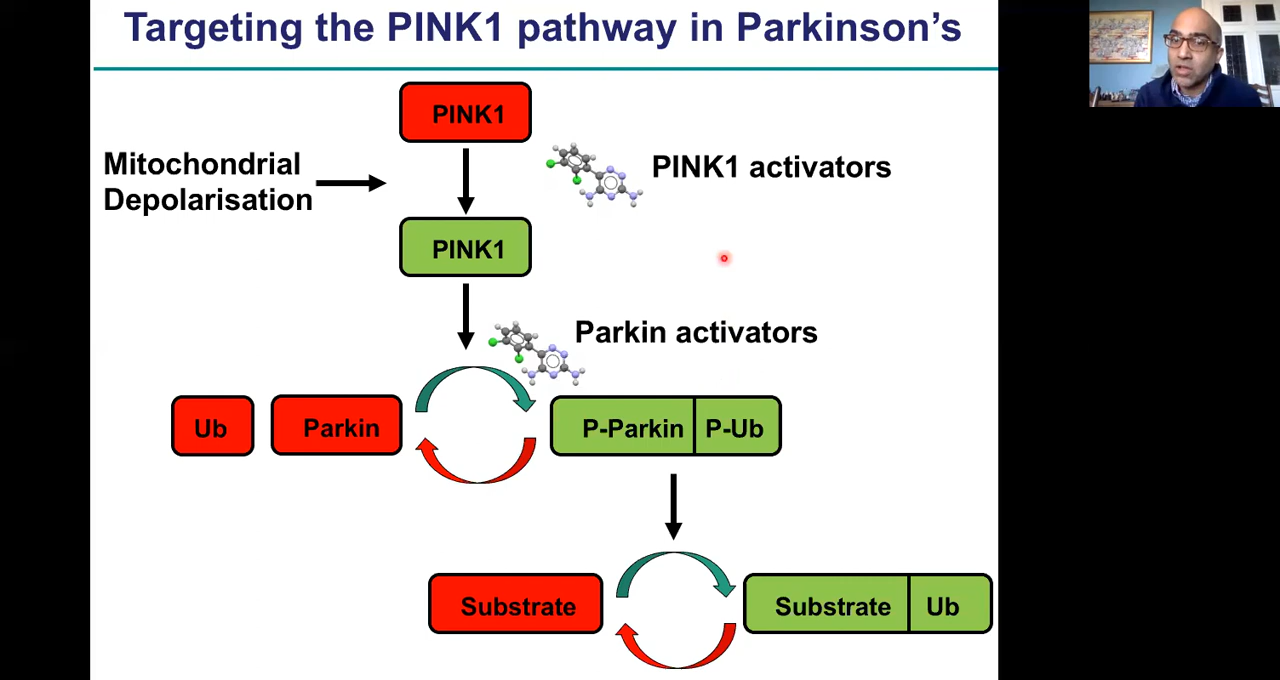 Targeting the PINK1 pathway in Parkinson's
PINK1
Mitochondrial
Depolarisation
PINK1 activators
PINK1
Parkin activators
Ub
Parkin
P-Parkin
P-Ub
Substrate
Substrate
Ub